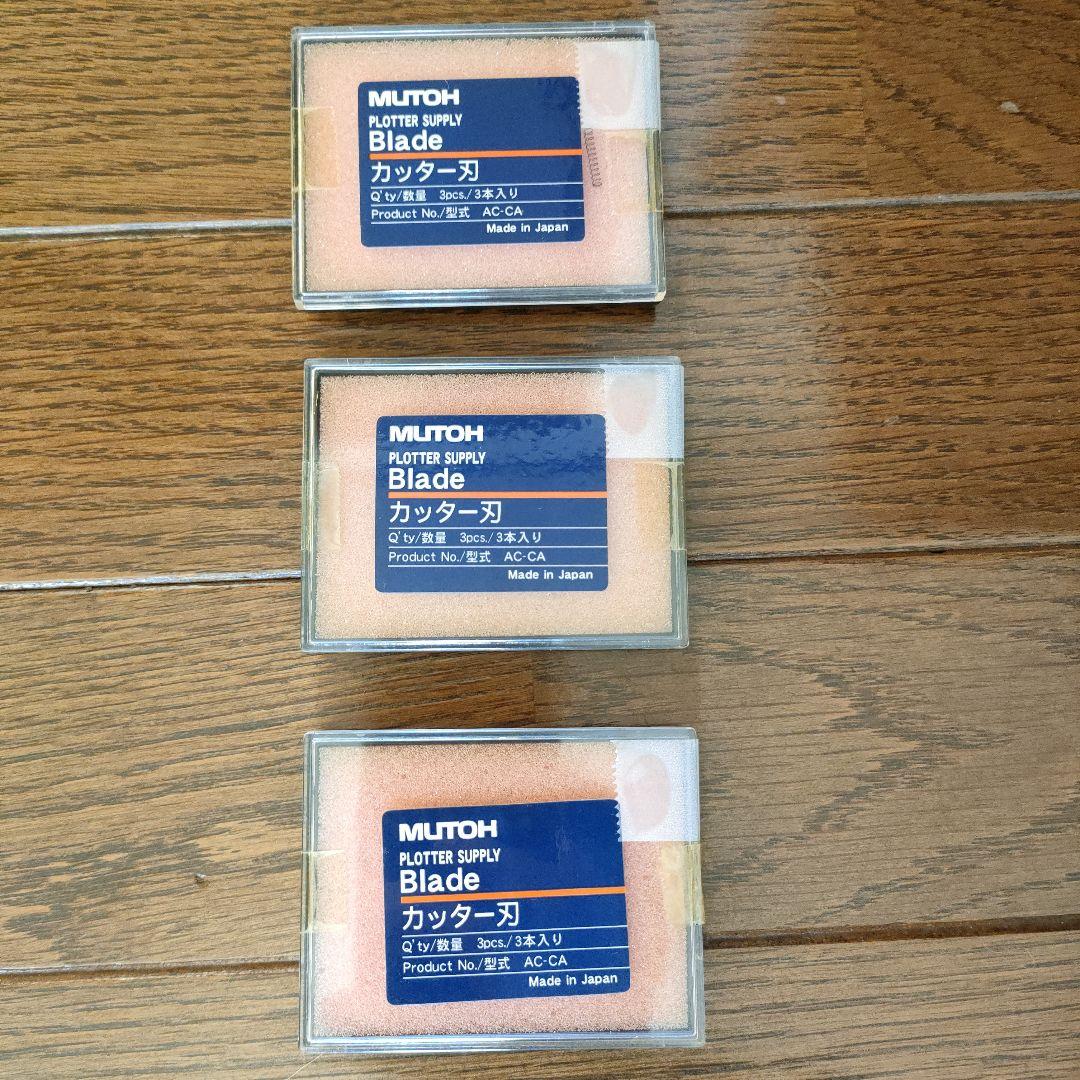 MUTOH
PLOTTER SUPPLY
Blade
カッター刃
Q'ty/数量 3pcs./3本入り
Product No./型式 AC-CA
Made in Japan
MUTOH
PLOTTER SUPPLY
Blade
カッター刃
Q'ty/数量 3pcs./3本入り
Product No./型式 AC-CA
Made in Japan
MUTOH
PLOTTER SUPPLY
Blade
カッター刃
Q'ty/数量 3pcs./3本入り
Product No./型式 AC-CA
Made in Japan